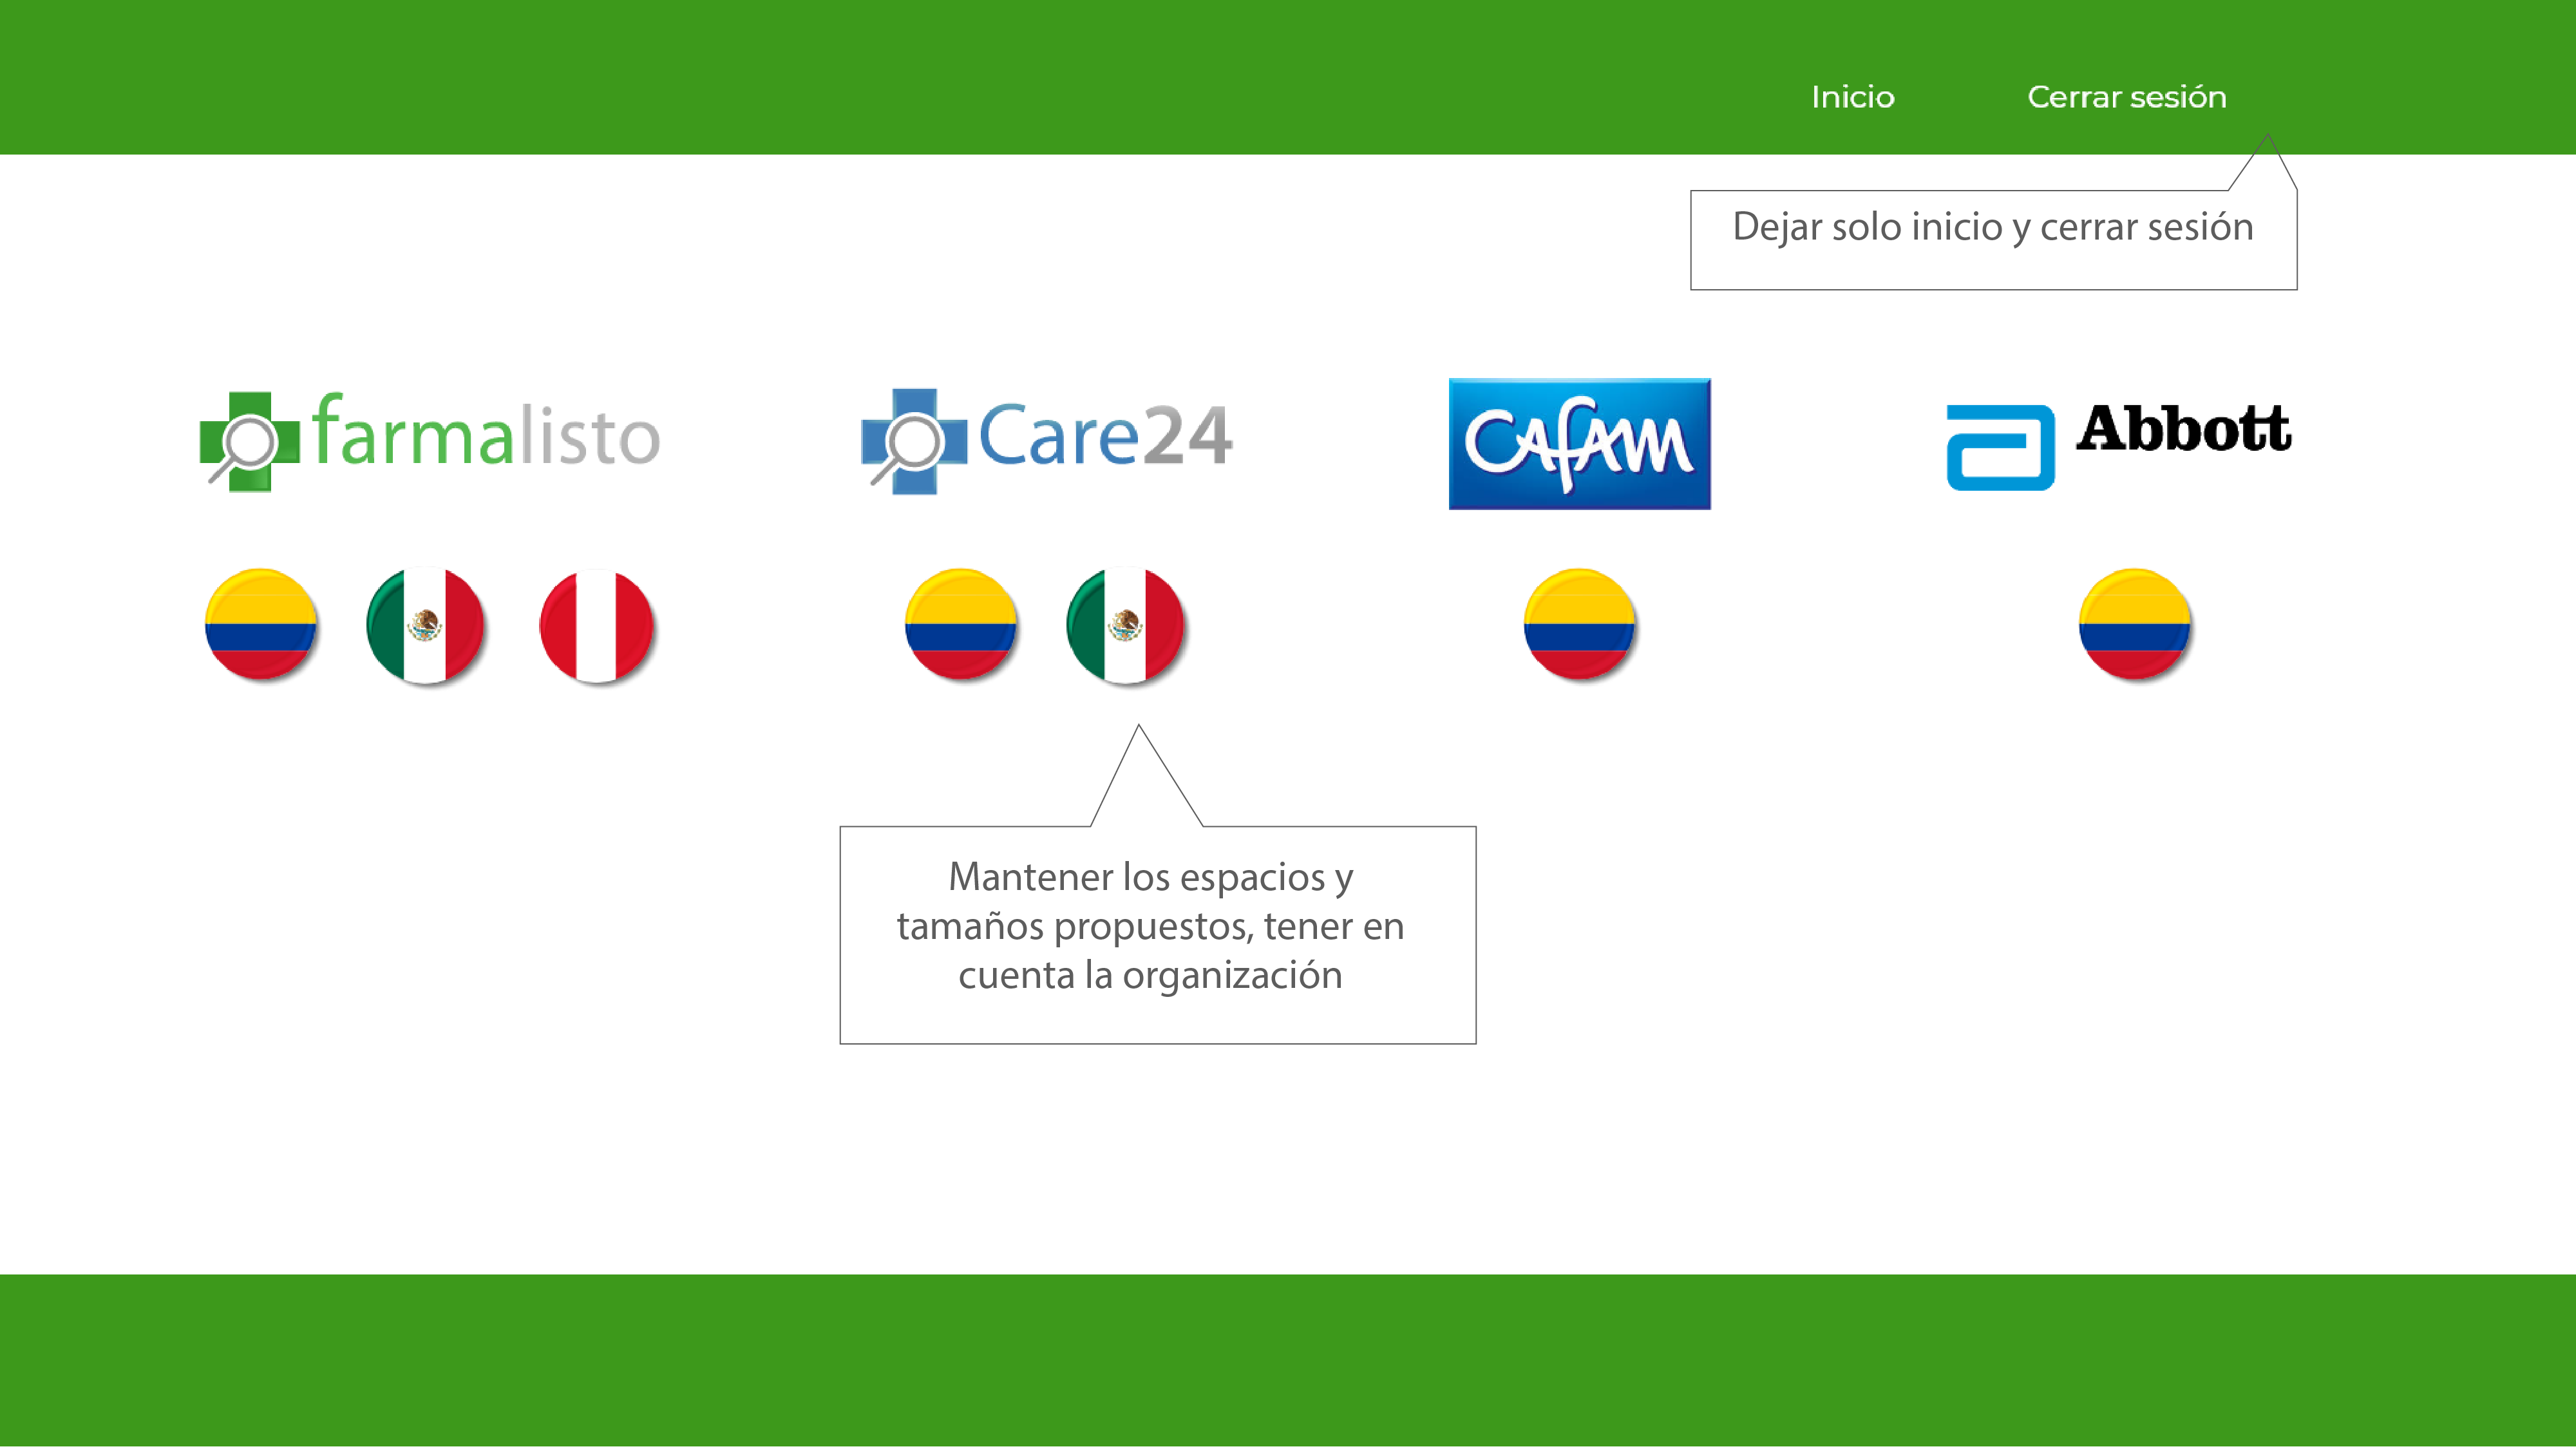 Inicio Cerrar sesión
Dejar solo inicio y cerrar sesión
farmalisto Care24 CAfAM Abbott
Mantener los espacios y
tamaños propuestos, tener en
cuenta la organización